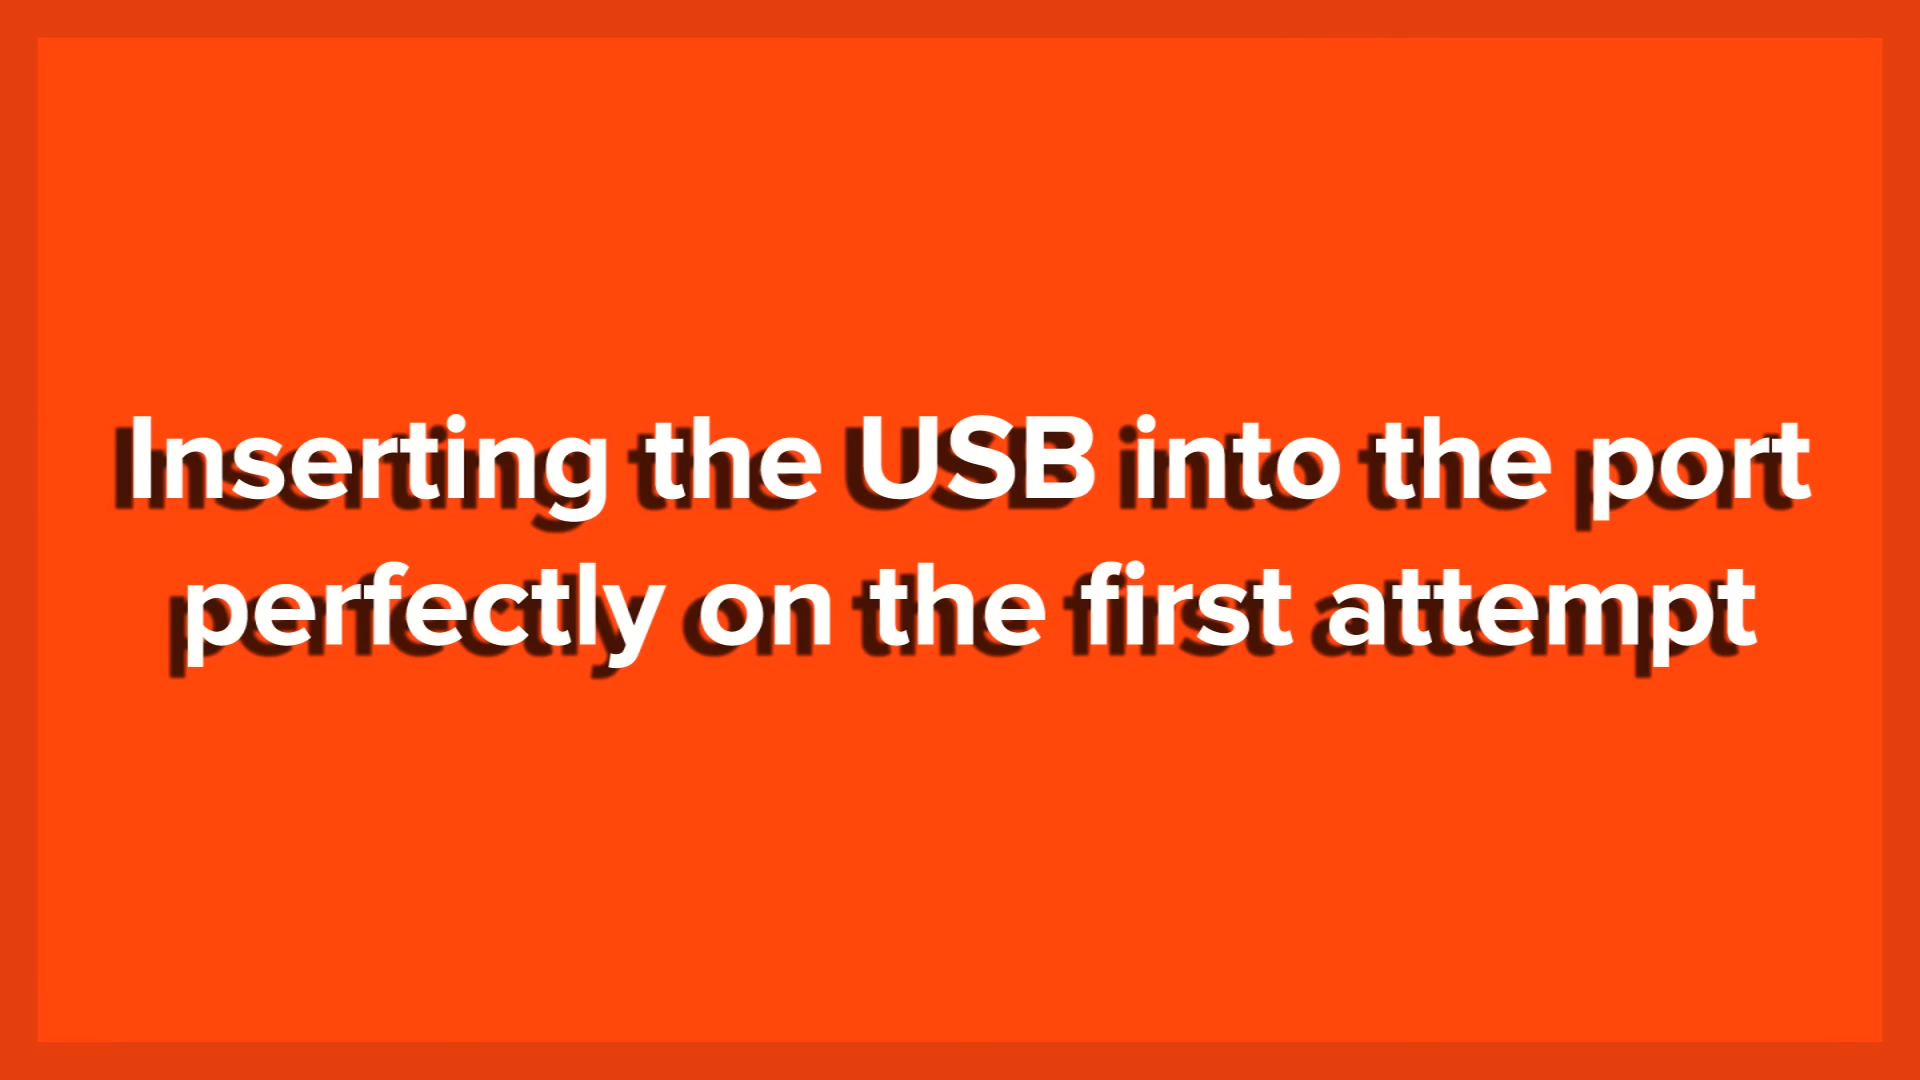 Inserting the USB into the port
perfectly on the first attempt